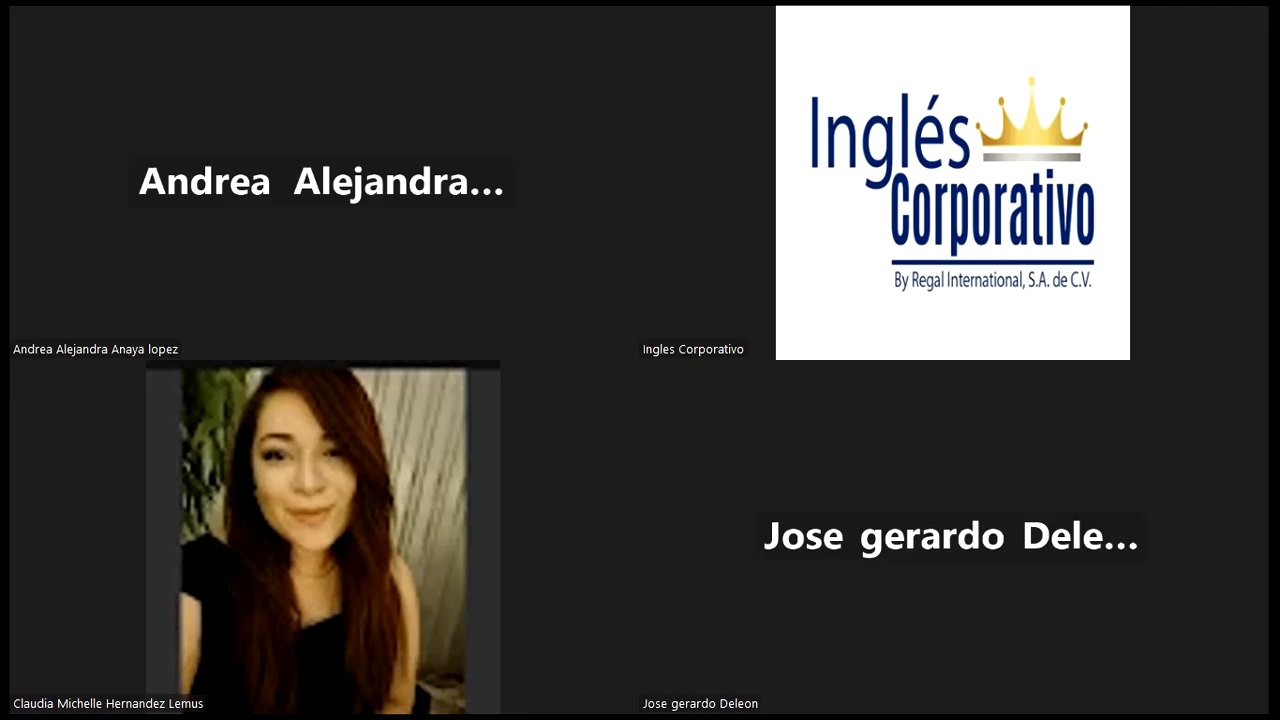 Andrea Alejandra...
Inglés
Corporativo
By Regal International, S.A. de C.V.
Andrea Alejandra Anaya lopez
Ingles Corporativo
Jose gerardo Dele...
Claudia Michelle Hernandez Lemus
Jose gerardo Deleon